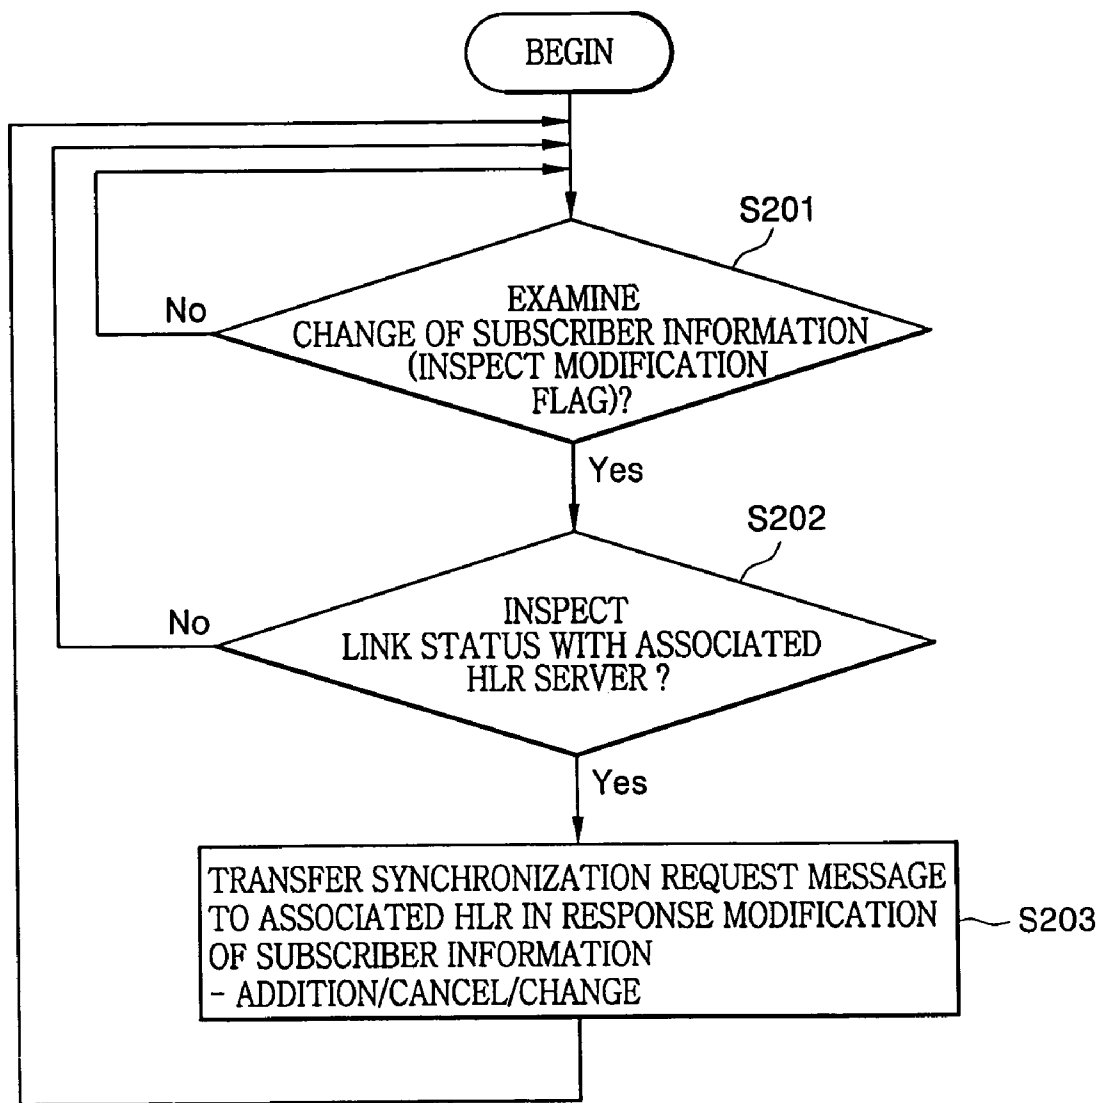 BEGIN
S201
EXAMINE
CHANGE OF SUBSCRIBER INFORMATION
(INSPECT MODIFICATION
FLAG)?
No
Yes
S202
INSPECT
LINK STATUS WITH ASSOCIATED
HLR SERVER ?
No
Yes
TRANSFER SYNCHRONIZATION REQUEST MESSAGE
TO ASSOCIATED HLR IN RESPONSE MODIFICATION
OF SUBSCRIBER INFORMATION
- ADDITION/CANCEL/CHANGE
S203